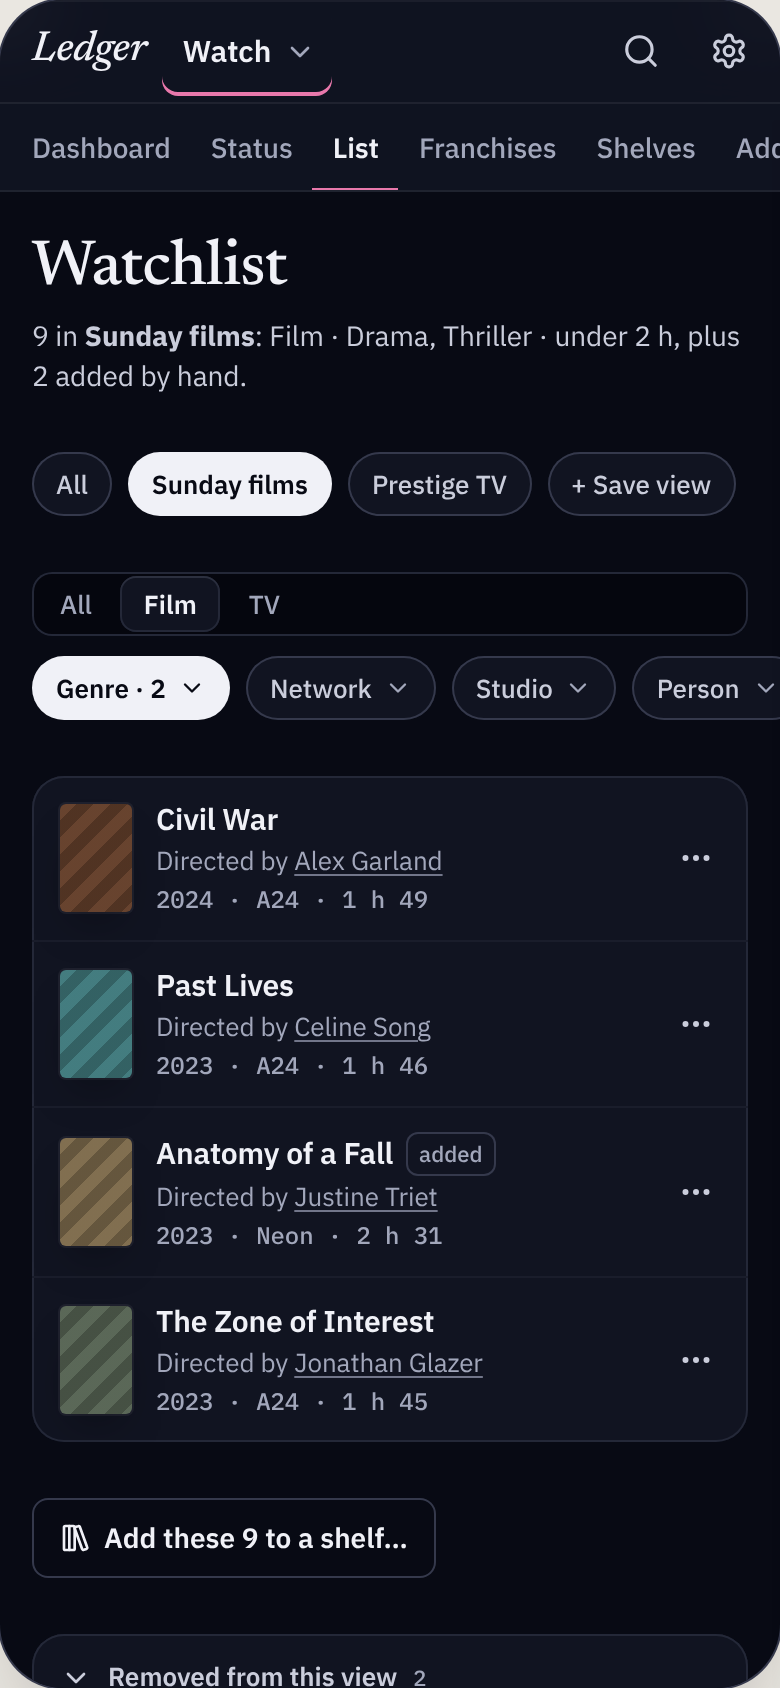 Ledger Watch
Dashboard Status List Franchises Shelves
Watchlist
9 in Sunday films: Film · Drama, Thriller · under 2 h, plus
2 added by hand.
All Sunday films Prestige TV + Save view
All Film TV
Genre · 2 Network Studio Person
Civil War
Directed by Alex Garland
2024 · A24 · 1 h 49
Past Lives
Directed by Celine Song
2023 · A24 · 1 h 46
Anatomy of a Fall added
Directed by Justine Triet
2023 · Neon · 2 h 31
The Zone of Interest
Directed by Jonathan Glazer
2023 · A24 · 1 h 45
Add these 9 to a shelf...
Removed from this view 2